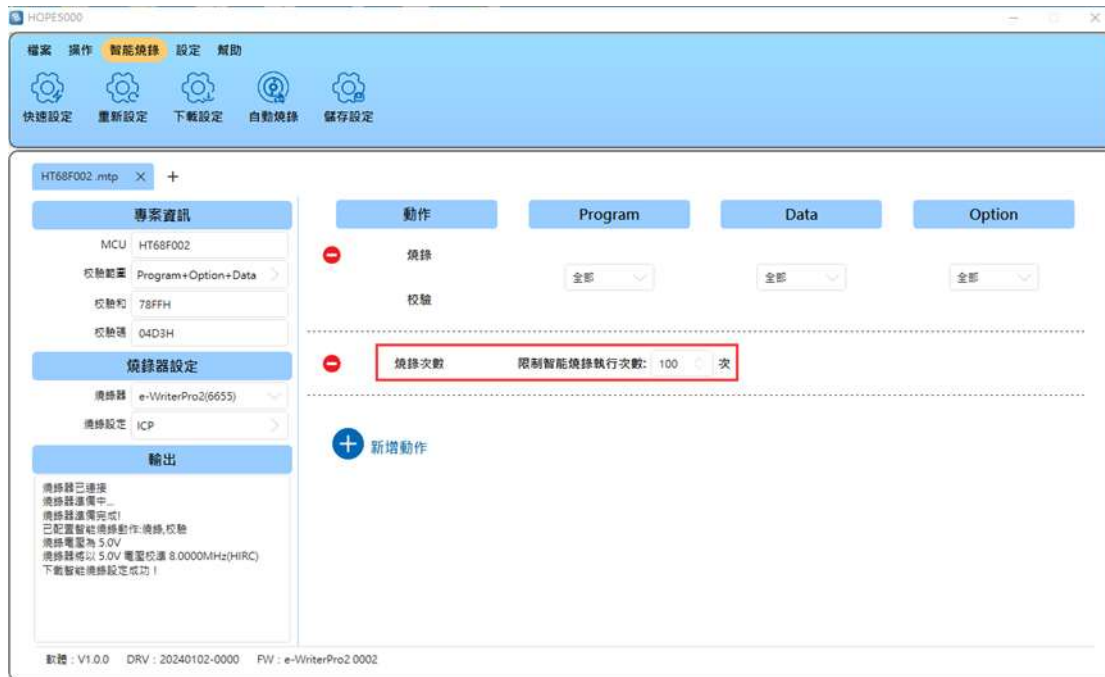 HOPE5000
檔案 操作 智能燒錄 設定 幫助
快速設定 重新設定 下載設定 自動燒錄 儲存設定
HT68F002 .mtp × +
專案資訊
MCU HT68F002
校驗範圍 Program+Option+Data
校驗和 78FFH
校驗碼 04D3H
燒錄器設定
燒錄器 e-WriterPro2(6655)
燒錄設定 ICP
輸出
燒錄器已連接
燒錄器準備中...
燒錄器準備完成!
已配置智能燒錄動作:燒錄,校驗
燒錄電壓為 5.0V
燒錄器將以 5.0V 電壓校準 8.0000MHz(HIRC)
下載智能燒錄設定成功！
動作 Program Data Option
燒錄
全部 全部 全部
校驗
燒錄次數 限制智能燒錄執行次數: 100 次
新增動作
軟體 : V1.0.0 DRV : 20240102-0000 FW : e-WriterPro2 0002